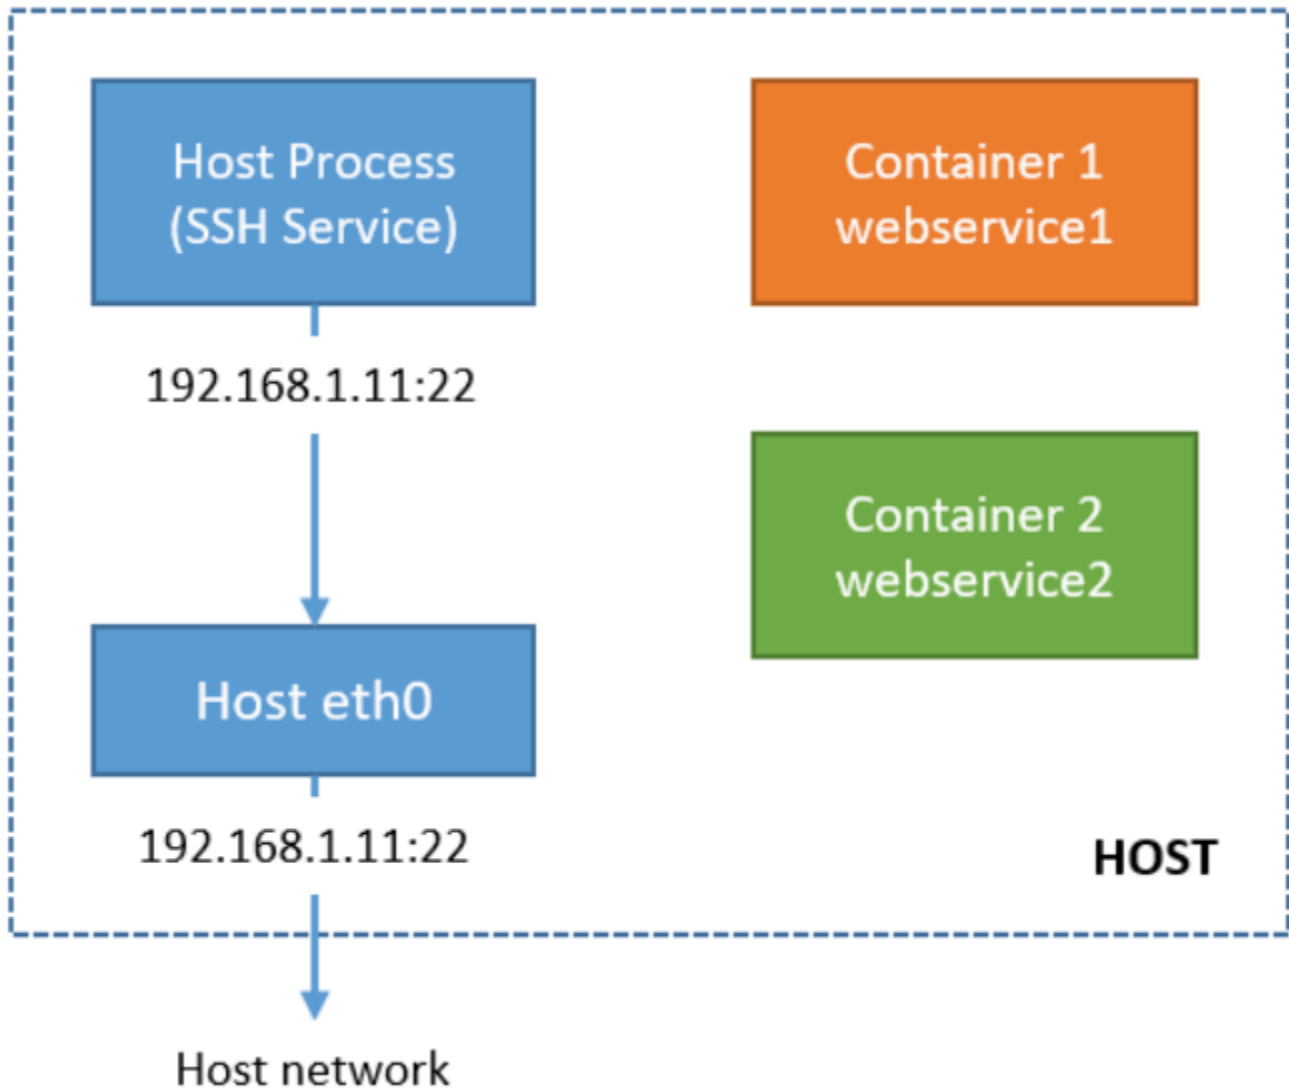 Host Process
(SSH Service)
Container 1
webservice1
192.168.1.11:22
Container 2
webservice2
Host eth0
192.168.1.11:22
HOST
Host network